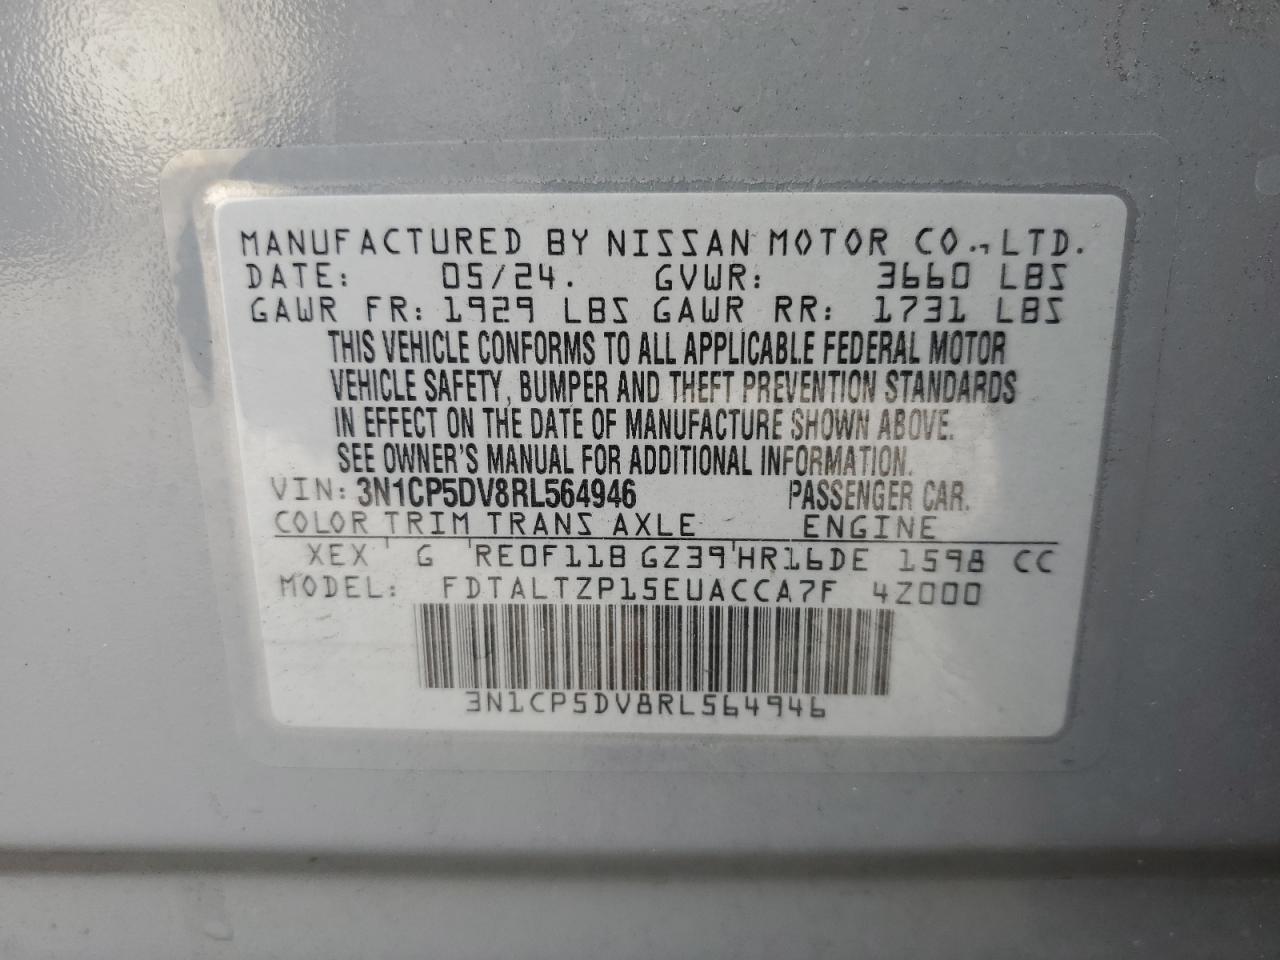 MANUFACTURED BY NISSAN MOTOR CO., LTD.
DATE: 05/24. GVWR: 3660 LBS
GAWR FR: 1929 LBS GAWR RR: 1731 LBS
THIS VEHICLE CONFORMS TO ALL APPLICABLE FEDERAL MOTOR
VEHICLE SAFETY, BUMPER AND THEFT PREVENTION STANDARDS
IN EFFECT ON THE DATE OF MANUFACTURE SHOWN ABOVE.
SEE OWNER'S MANUAL FOR ADDITIONAL INFORMATION.
VIN: 3N1CP5DV8RL564946 PASSENGER CAR.
COLOR TRIM TRANS AXLE ENGINE
XEX G RE0F11B GZ39 HR16DE 1598 CC
MODEL: FDTALTZP15EUACCA7F 4Z000
3N1CP5DV8RL564946